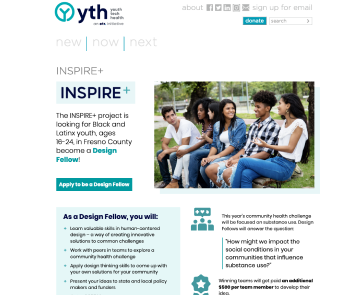 yth
youth
tech
health
an ets initiative
about
sign up for email
donate
search
new | now | next
INSPIRE+
INSPIRE+
The INSPIRE+ project is
looking for Black and
Latinx youth, ages
16-24, in Fresno County
become a Design
Fellow!
Apply to be a Design Fellow
As a Design Fellow, you will:
+ Learn valuable skills in human-centered
design – a way of creating innovative
solutions to common challenges
+ Work with peers in teams to explore a
community health challenge
+ Apply design thinking skills to come up with
your own solutions for your community
+ Present your ideas to state and local policy
makers and funders
This year's community health challenge
will be focused on substance use. Design
Fellows will answer the question:
"How might we impact the
social conditions in your
communities that influence
substance use?"
Winning teams will get paid an additional
$500 per team member to develop their
idea.